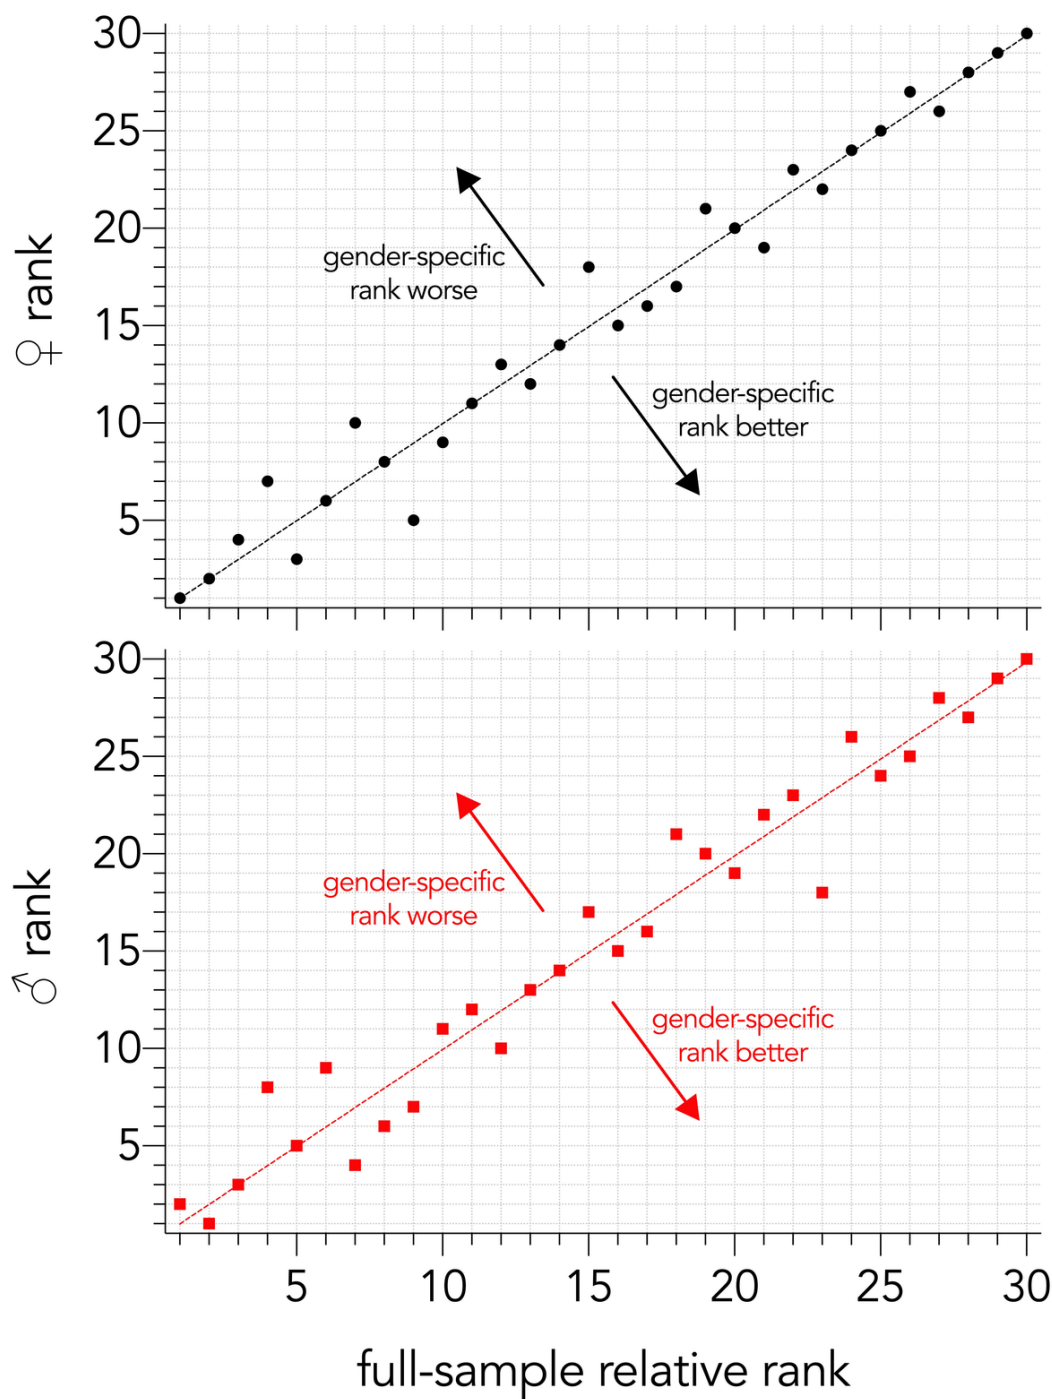 30
25
20
15
10
5
♀ rank
gender-specific
rank worse
gender-specific
rank better
30
25
20
15
10
5
♂ rank
gender-specific
rank worse
gender-specific
rank better
5 10 15 20 25 30
full-sample relative rank